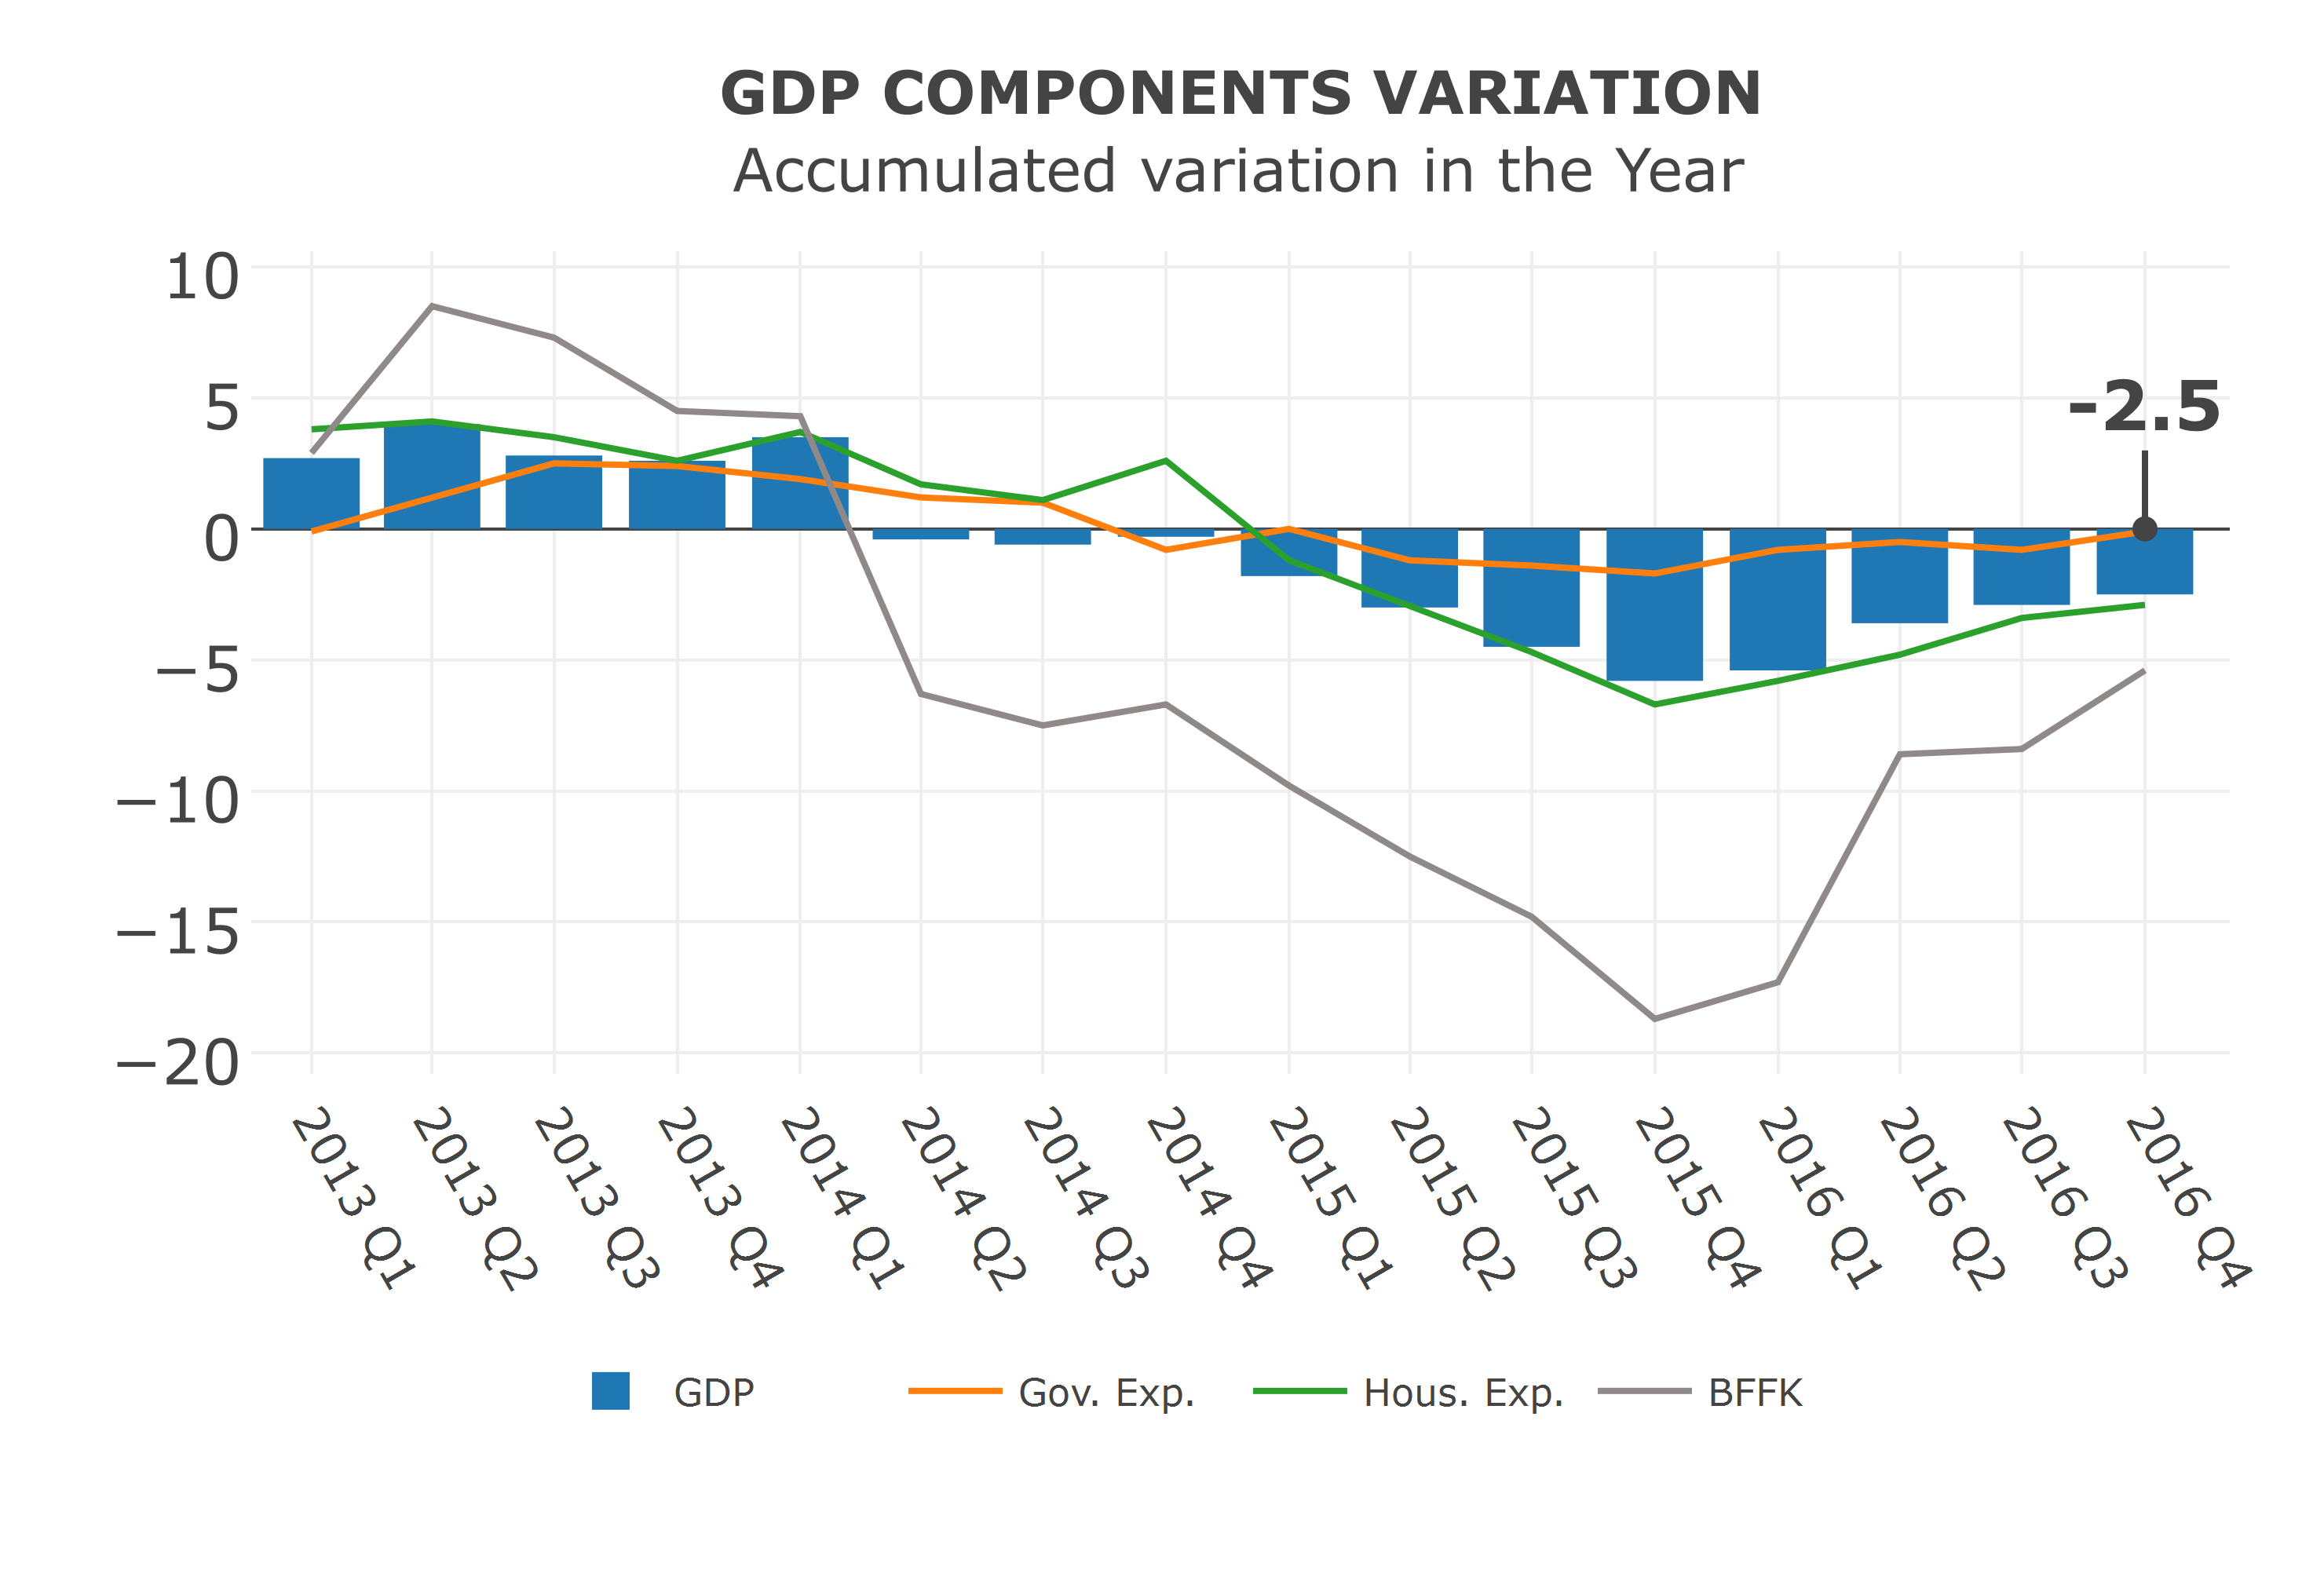 GDP COMPONENTS VARIATION
Accumulated variation in the Year
10
5
0
−5
−10
−15
−20
-2.5
2013 Q1
2013 Q2
2013 Q3
2013 Q4
2014 Q1
2014 Q2
2014 Q3
2014 Q4
2015 Q1
2015 Q2
2015 Q3
2015 Q4
2016 Q1
2016 Q2
2016 Q3
2016 Q4
GDP
Gov. Exp.
Hous. Exp.
BFFK